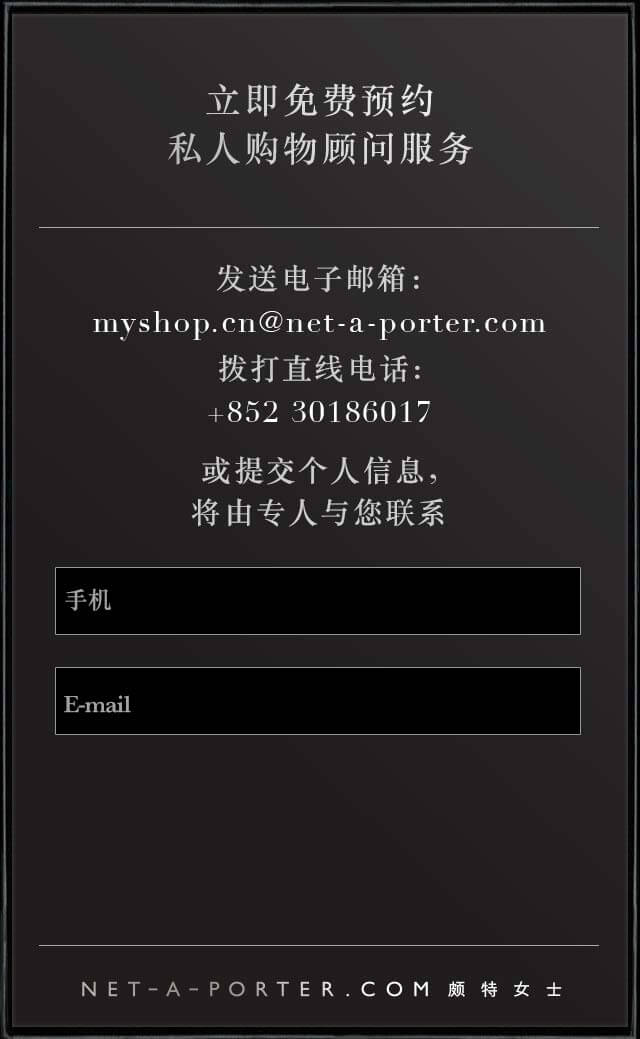 立即免费预约
私人购物顾问服务
发送电子邮箱：
myshop.cn@net-a-porter.com
拨打直线电话：
+852 30186017
或提交个人信息，
将由专人与您联系
手机
E-mail
NET-A-PORTER.COM 颇特女士